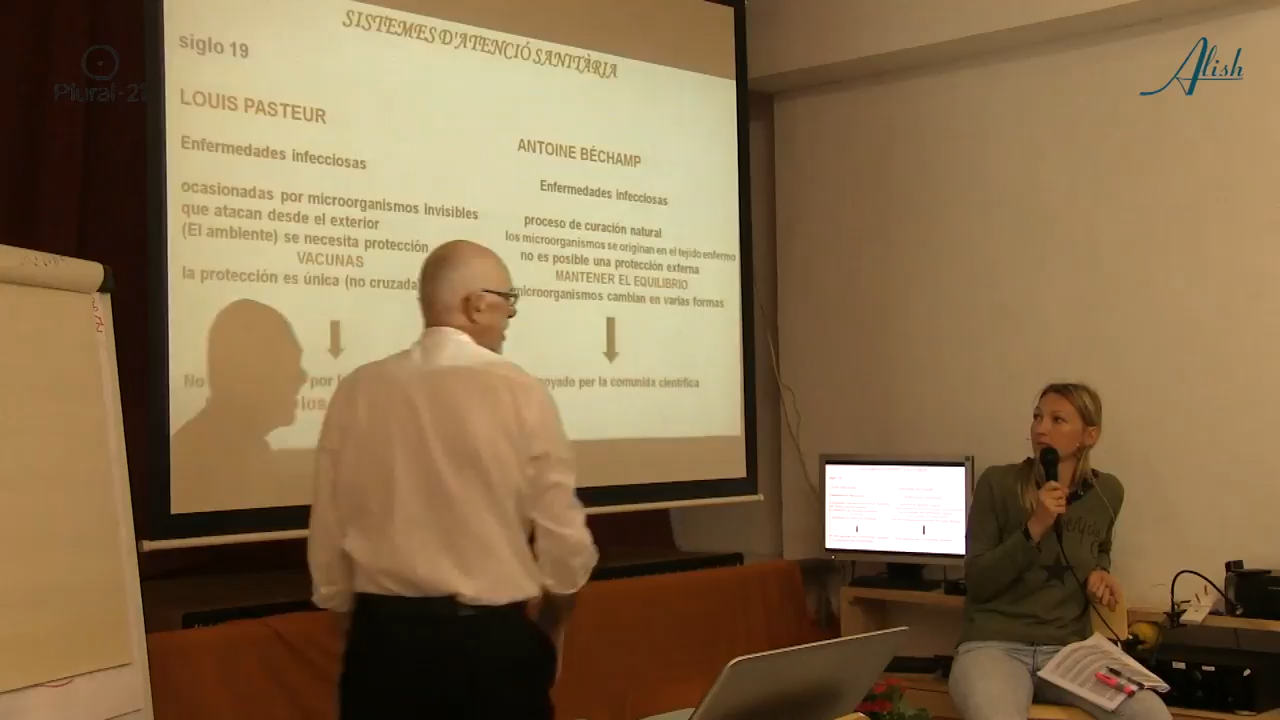 SISTEMES D'ATENCIÓ SANITÀRIA
siglo 19
Plural-21
Alish
LOUIS PASTEUR
Enfermedades infecciosas
ocasionadas por microorganismos invisibles
que atacan desde el exterior
(El ambiente) se necesita protección
VACUNAS
la protección es única (no cruzada
No
por
los
ANTOINE BÉCHAMP
Enfermedades infecciosas
proceso de curación natural
los microorganismos se originan en el tejido enfermo
no es posible una protección externa
MANTENER EL EQUILIBRIO
microorganismos cambian en varias formas
oyado per la comunida científica